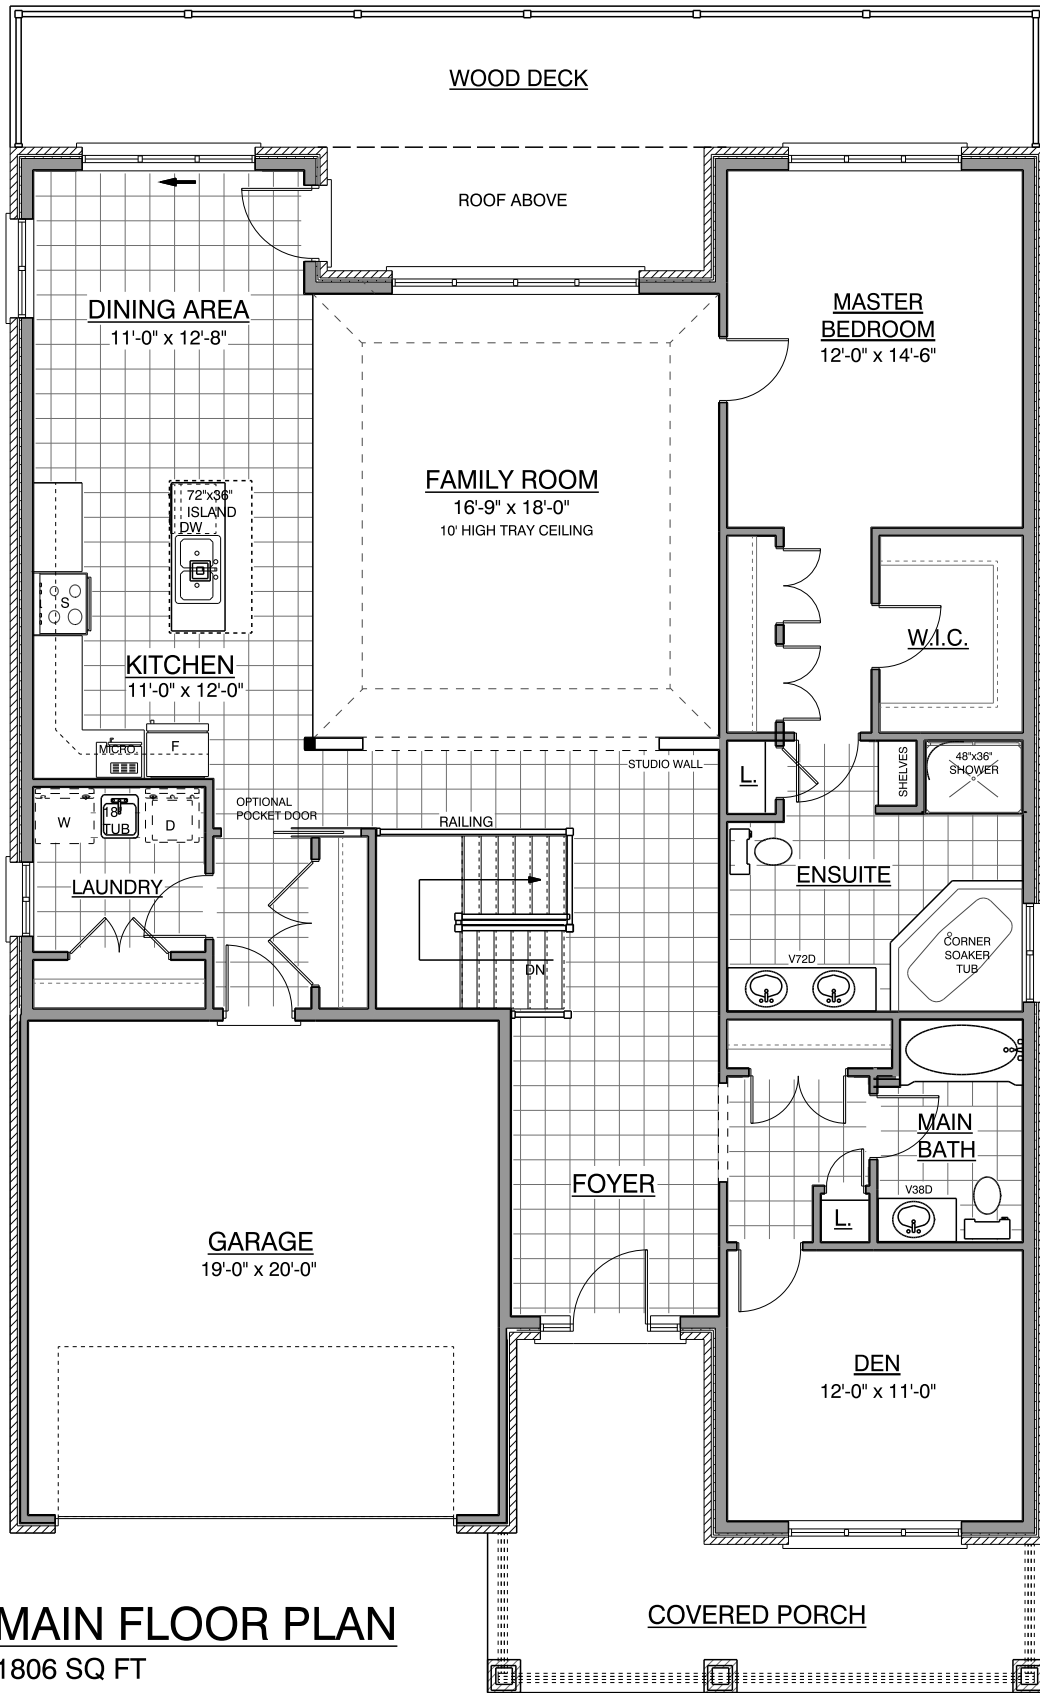 WOOD DECK
ROOF ABOVE
DINING AREA
11'-0" x 12'-8"
MASTER
BEDROOM
12'-0" x 14'-6"
FAMILY ROOM
16'-9" x 18'-0"
10' HIGH TRAY CEILING
72"x36"
ISLAND
DW
S
KITCHEN
11'-0" x 12'-0"
W.I.C.
MICRO.
F
STUDIO WALL
L.
SHELVES
48"x36"
SHOWER
W
18"
TUB
D
OPTIONAL
POCKET DOOR
RAILING
LAUNDRY
ENSUITE
CORNER
SOAKER
TUB
V72D
DN
FOYER
MAIN
BATH
V38D
L.
GARAGE
19'-0" x 20'-0"
DEN
12'-0" x 11'-0"
MAIN FLOOR PLAN
1806 SQ FT
COVERED PORCH